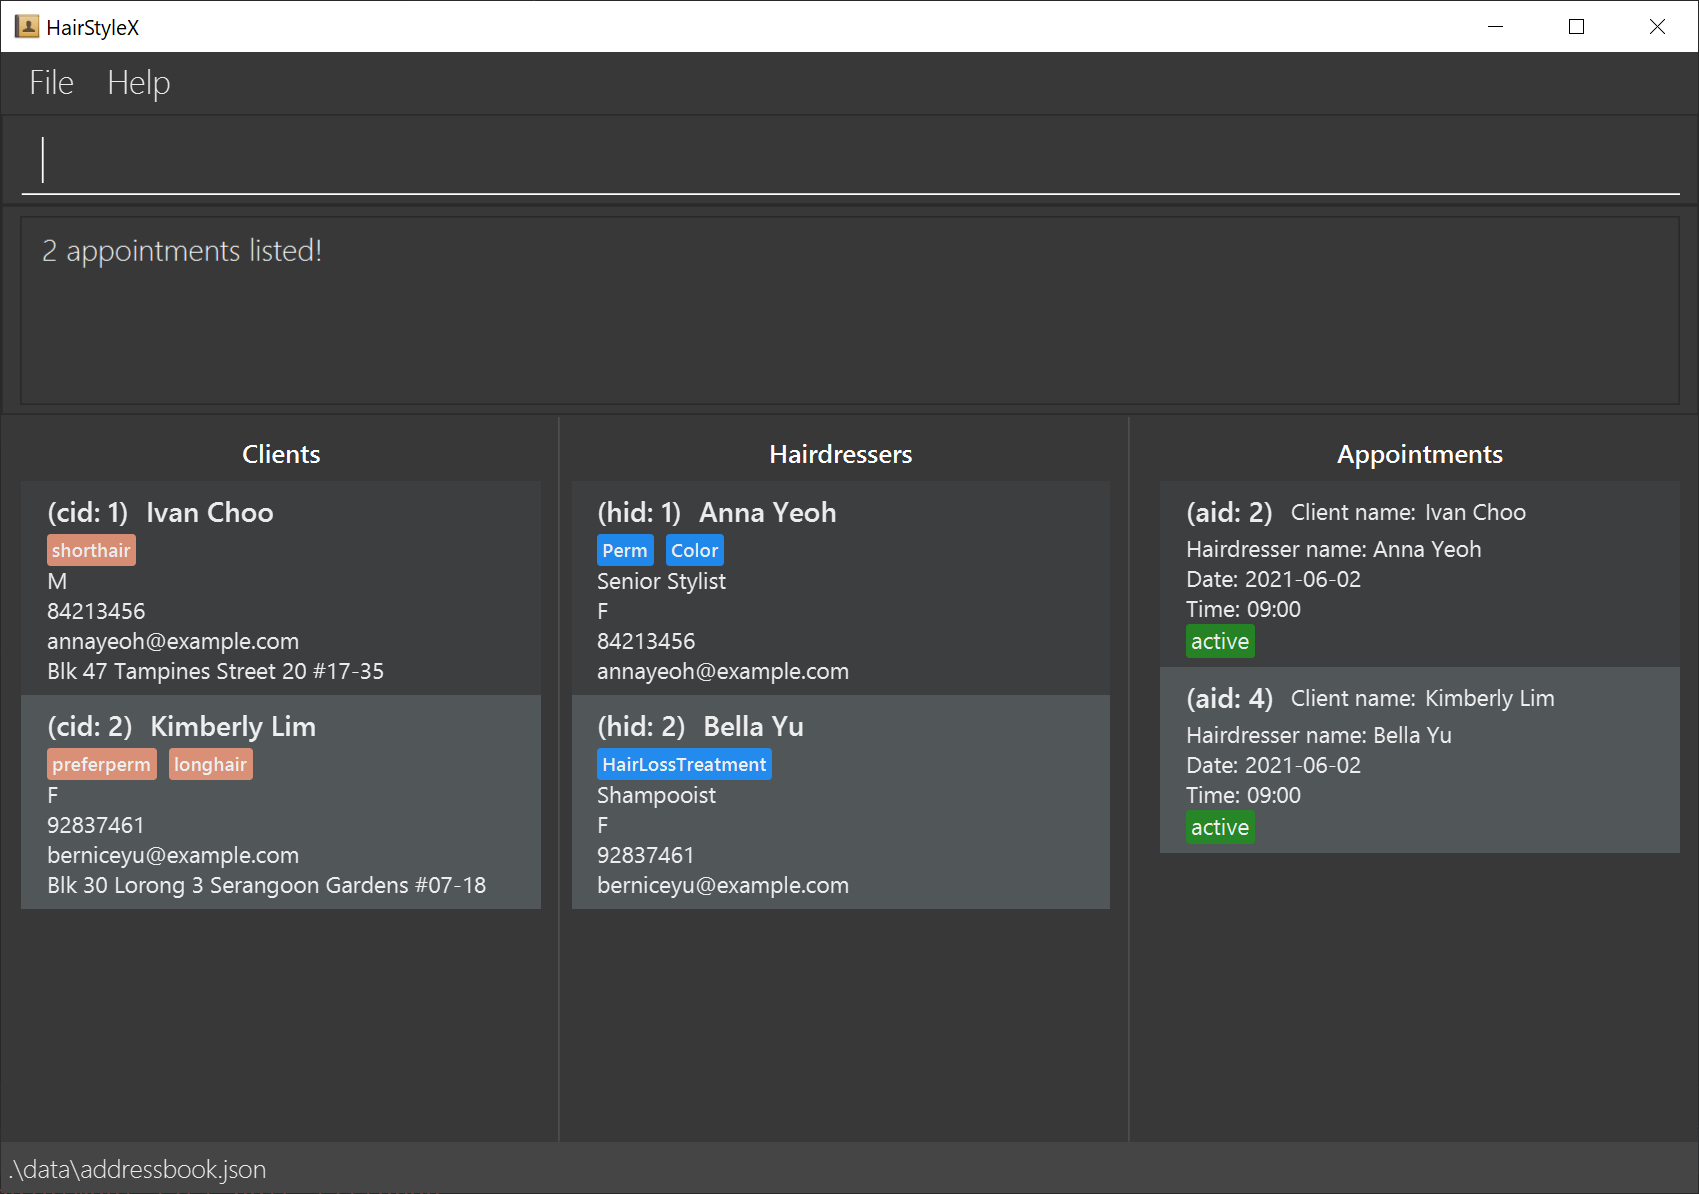 HairStyleX
File Help
2 appointments listed!
Clients
(cid: 1) Ivan Choo
shorthair
M
84213456
annayeoh@example.com
Blk 47 Tampines Street 20 #17-35
(cid: 2) Kimberly Lim
preferperm longhair
F
92837461
berniceyu@example.com
Blk 30 Lorong 3 Serangoon Gardens #07-18
Hairdressers
(hid: 1) Anna Yeoh
Perm Color
Senior Stylist
F
84213456
annayeoh@example.com
(hid: 2) Bella Yu
HairLossTreatment
Shampooist
F
92837461
berniceyu@example.com
Appointments
(aid: 2) Client name: Ivan Choo
Hairdresser name: Anna Yeoh
Date: 2021-06-02
Time: 09:00
active
(aid: 4) Client name: Kimberly Lim
Hairdresser name: Bella Yu
Date: 2021-06-02
Time: 09:00
active
.\data\addressbook.json